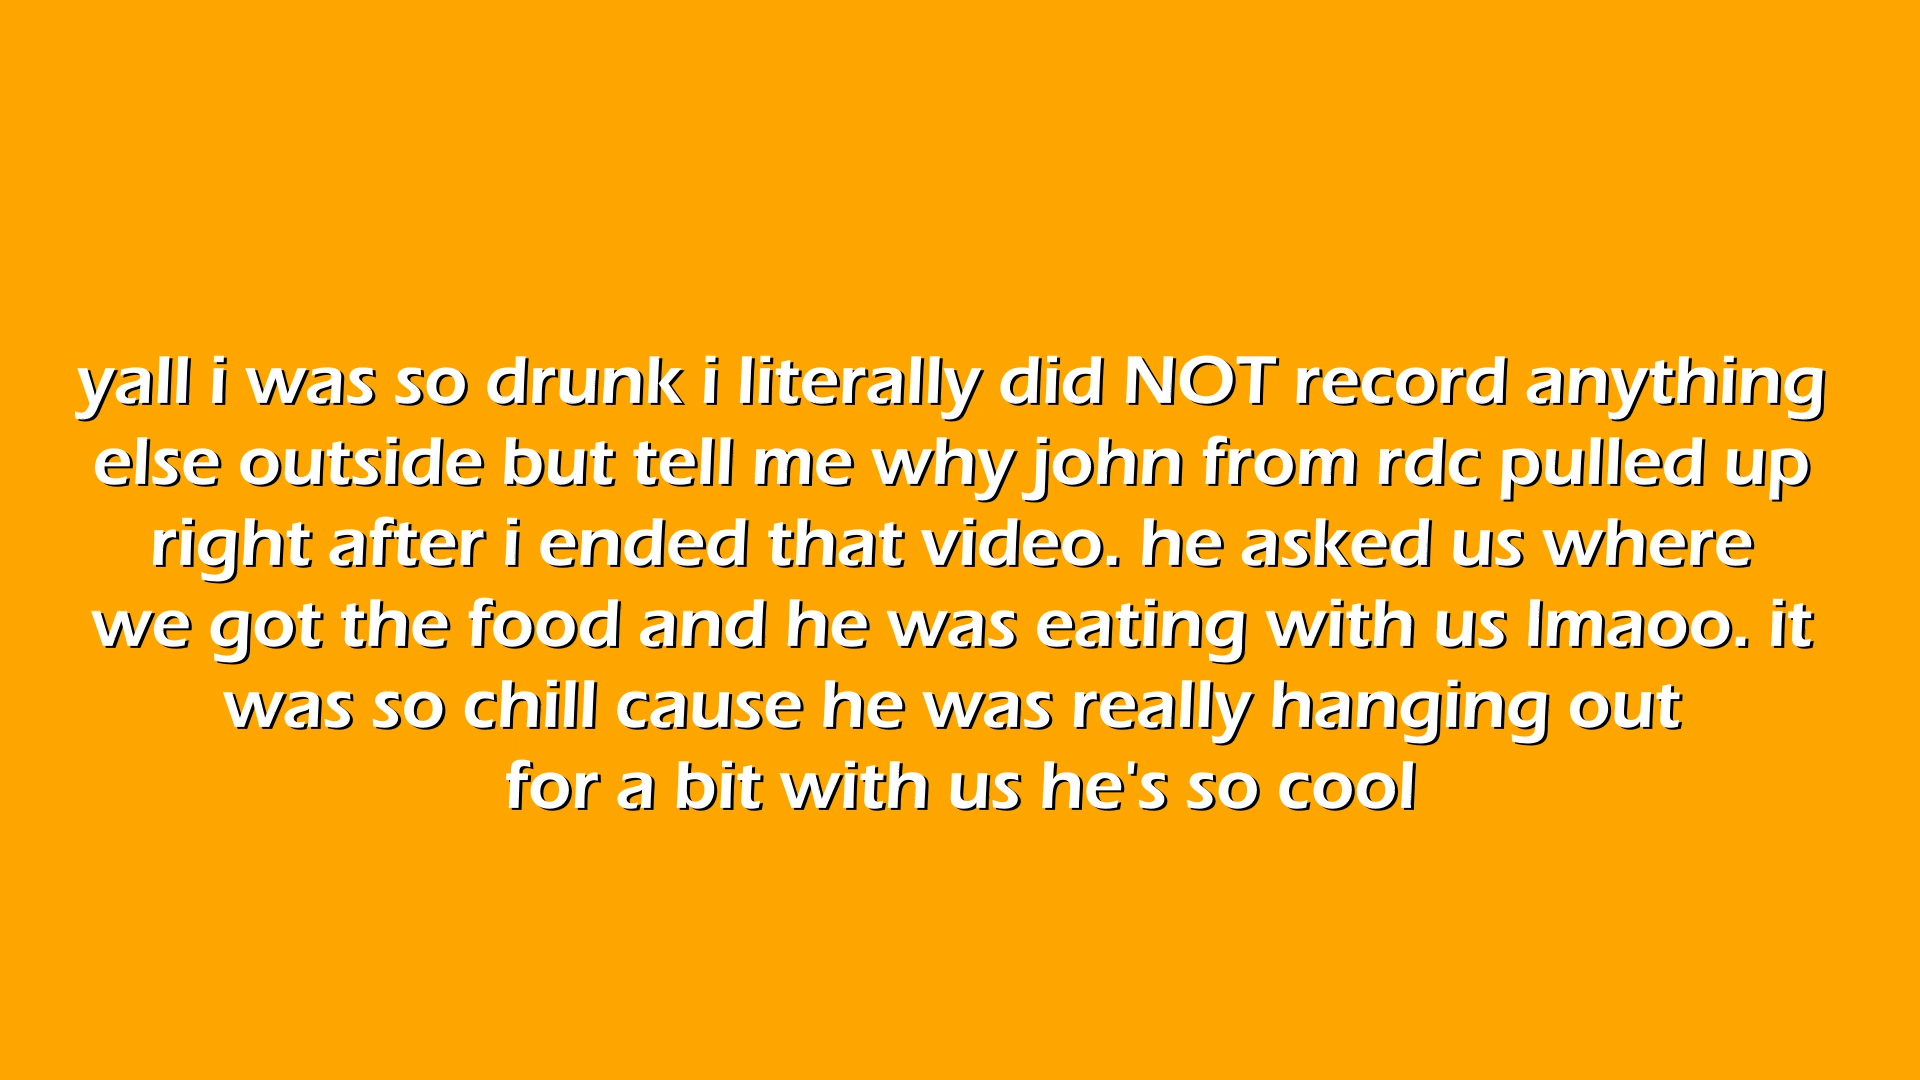 yall i was so drunk i literally did NOT record anything
else outside but tell me why john from rdc pulled up
right after i ended that video. he asked us where
we got the food and he was eating with us lmaoo. it
was so chill cause he was really hanging out
for a bit with us he's so cool